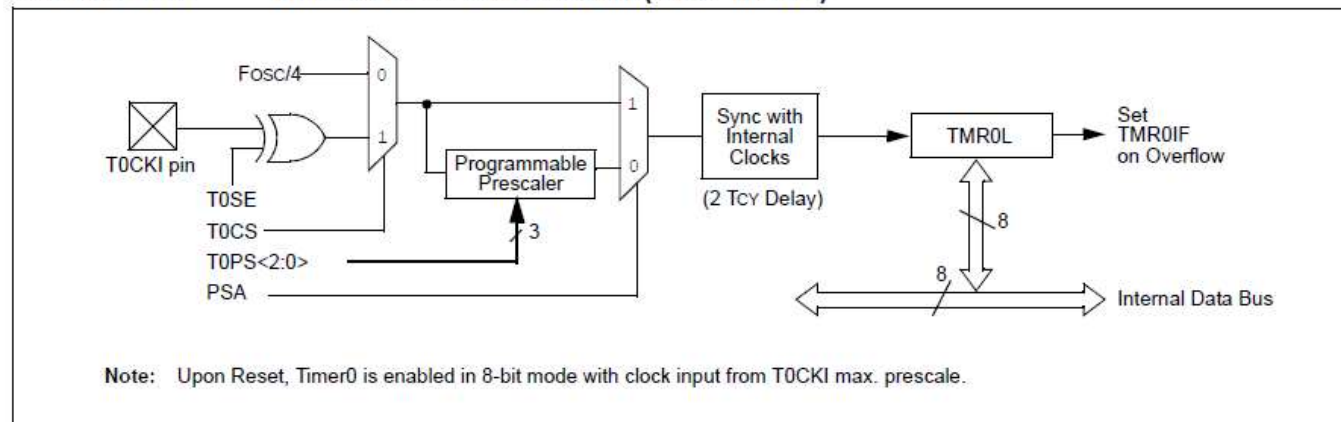 Fosc/4
0
1
T0CKI pin
T0SE
T0CS
T0PS<2:0>
PSA
Programmable
Prescaler
3
1
0
Sync with
Internal
Clocks
(2 TCY Delay)
TMR0L
Set
TMR0IF
on Overflow
8
8
Internal Data Bus
Note: Upon Reset, Timer0 is enabled in 8-bit mode with clock input from T0CKI max. prescale.